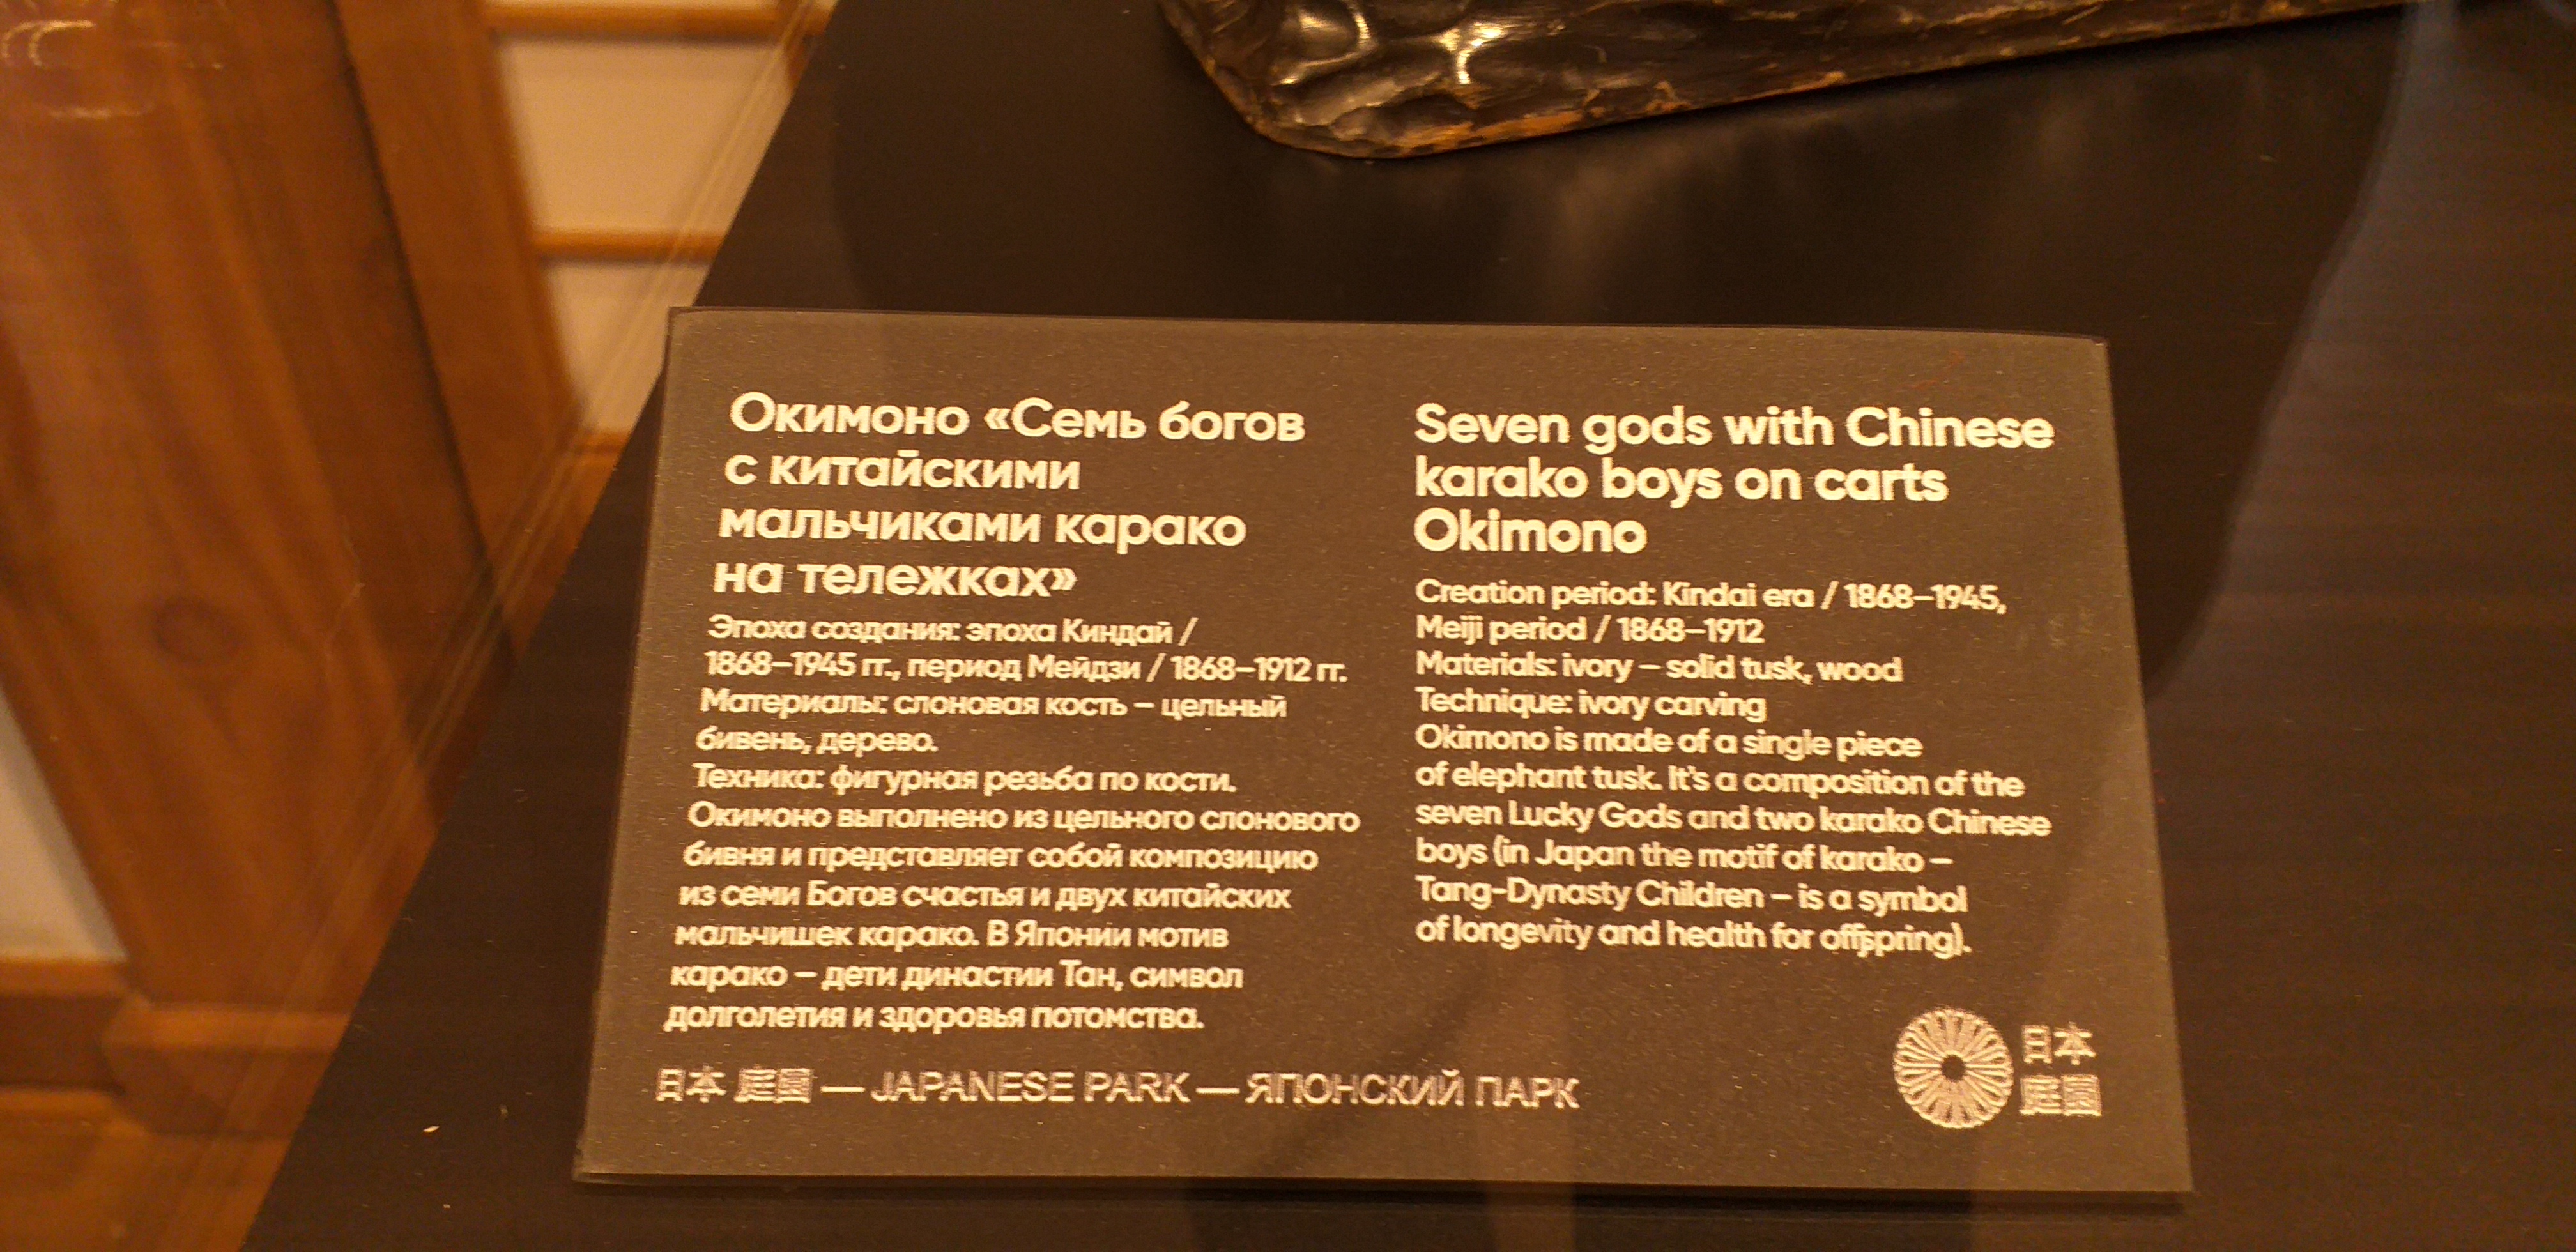 Окимоно «Семь богов
с китайскими
мальчиками карако
на тележках»
Эпоха создания: эпоха Киндай /
1868–1945 гг., период Мейдзи / 1868–1912 гг.
Материалы: слоновая кость – цельный
бивень, дерево.
Техника: фигурная резьба по кости.
Окимоно выполнено из цельного слонового
бивня и представляет собой композицию
из семи Богов счастья и двух китайских
мальчишек карако. В Японии мотив
карако – дети династии Тан, символ
долголетия и здоровья потомства.
Seven gods with Chinese
karako boys on carts
Okimono
Creation period: Kindai era / 1868–1945,
Meiji period / 1868–1912
Materials: ivory – solid tusk, wood
Technique: ivory carving
Okimono is made of a single piece
of elephant tusk. It's a composition of the
seven Lucky Gods and two karako Chinese
boys (in Japan the motif of karako –
Tang-Dynasty Children – is a symbol
of longevity and health for offspring).
日本 庭園 — JAPANESE PARK — ЯПОНСКИЙ ПАРК
日本
庭園